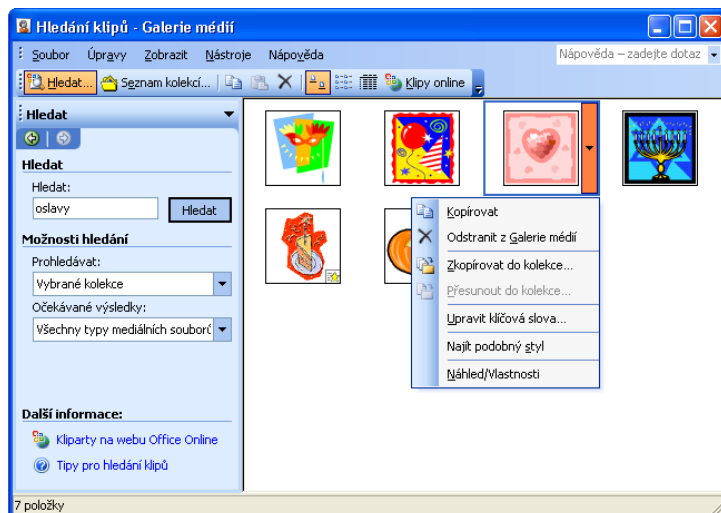 Hledání klipů - Galerie médií
Soubor Úpravy Zobrazit Nástroje Nápověda Nápověda – zadejte dotaz
Hledat... Seznam kolekcí... Klipy online
Hledat
Hledat
Hledat:
oslavy Hledat
Možnosti hledání
Prohledávat:
Vybrané kolekce
Očekávané výsledky:
Všechny typy mediálních souborů
Další informace:
Kliparty na webu Office Online
Tipy pro hledání klipů
Kopírovat
Odstranit z Galerie médií
Zkopírovat do kolekce...
Přesunout do kolekce...
Upravit klíčová slova...
Najít podobný styl
Náhled/Vlastnosti
7 položky